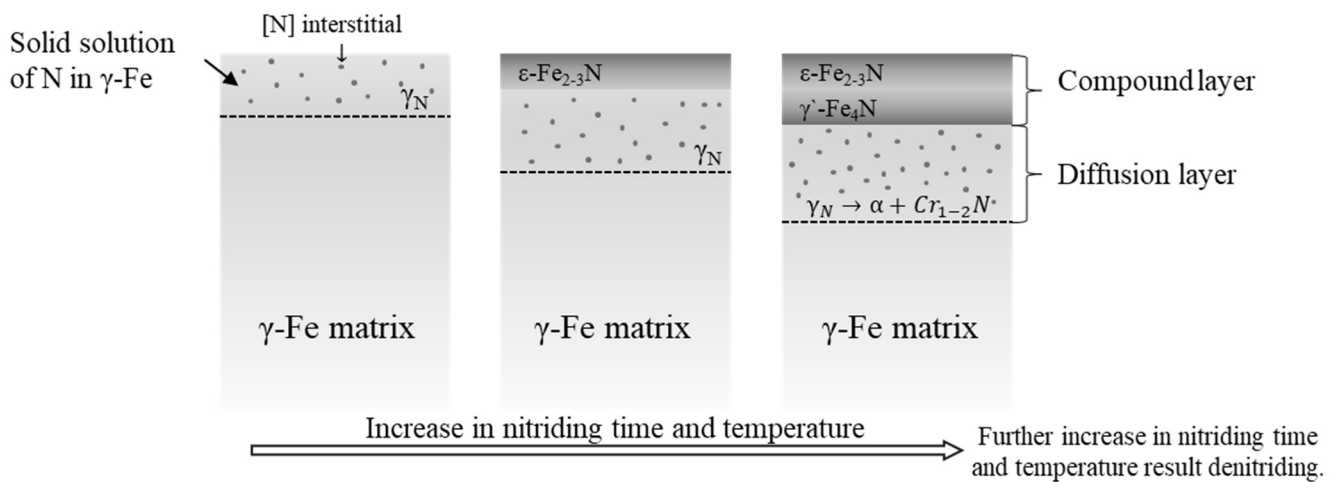 [N] interstitial
↓
Solid solution
of N in γ-Fe
γN
γ-Fe matrix
ε-Fe2-3N
γN
γ-Fe matrix
ε-Fe2-3N
γ`-Fe4N
γN → α + Cr1−2N
γ-Fe matrix
Compound layer
Diffusion layer
Increase in nitriding time and temperature
Further increase in nitriding time
and temperature result denitriding.